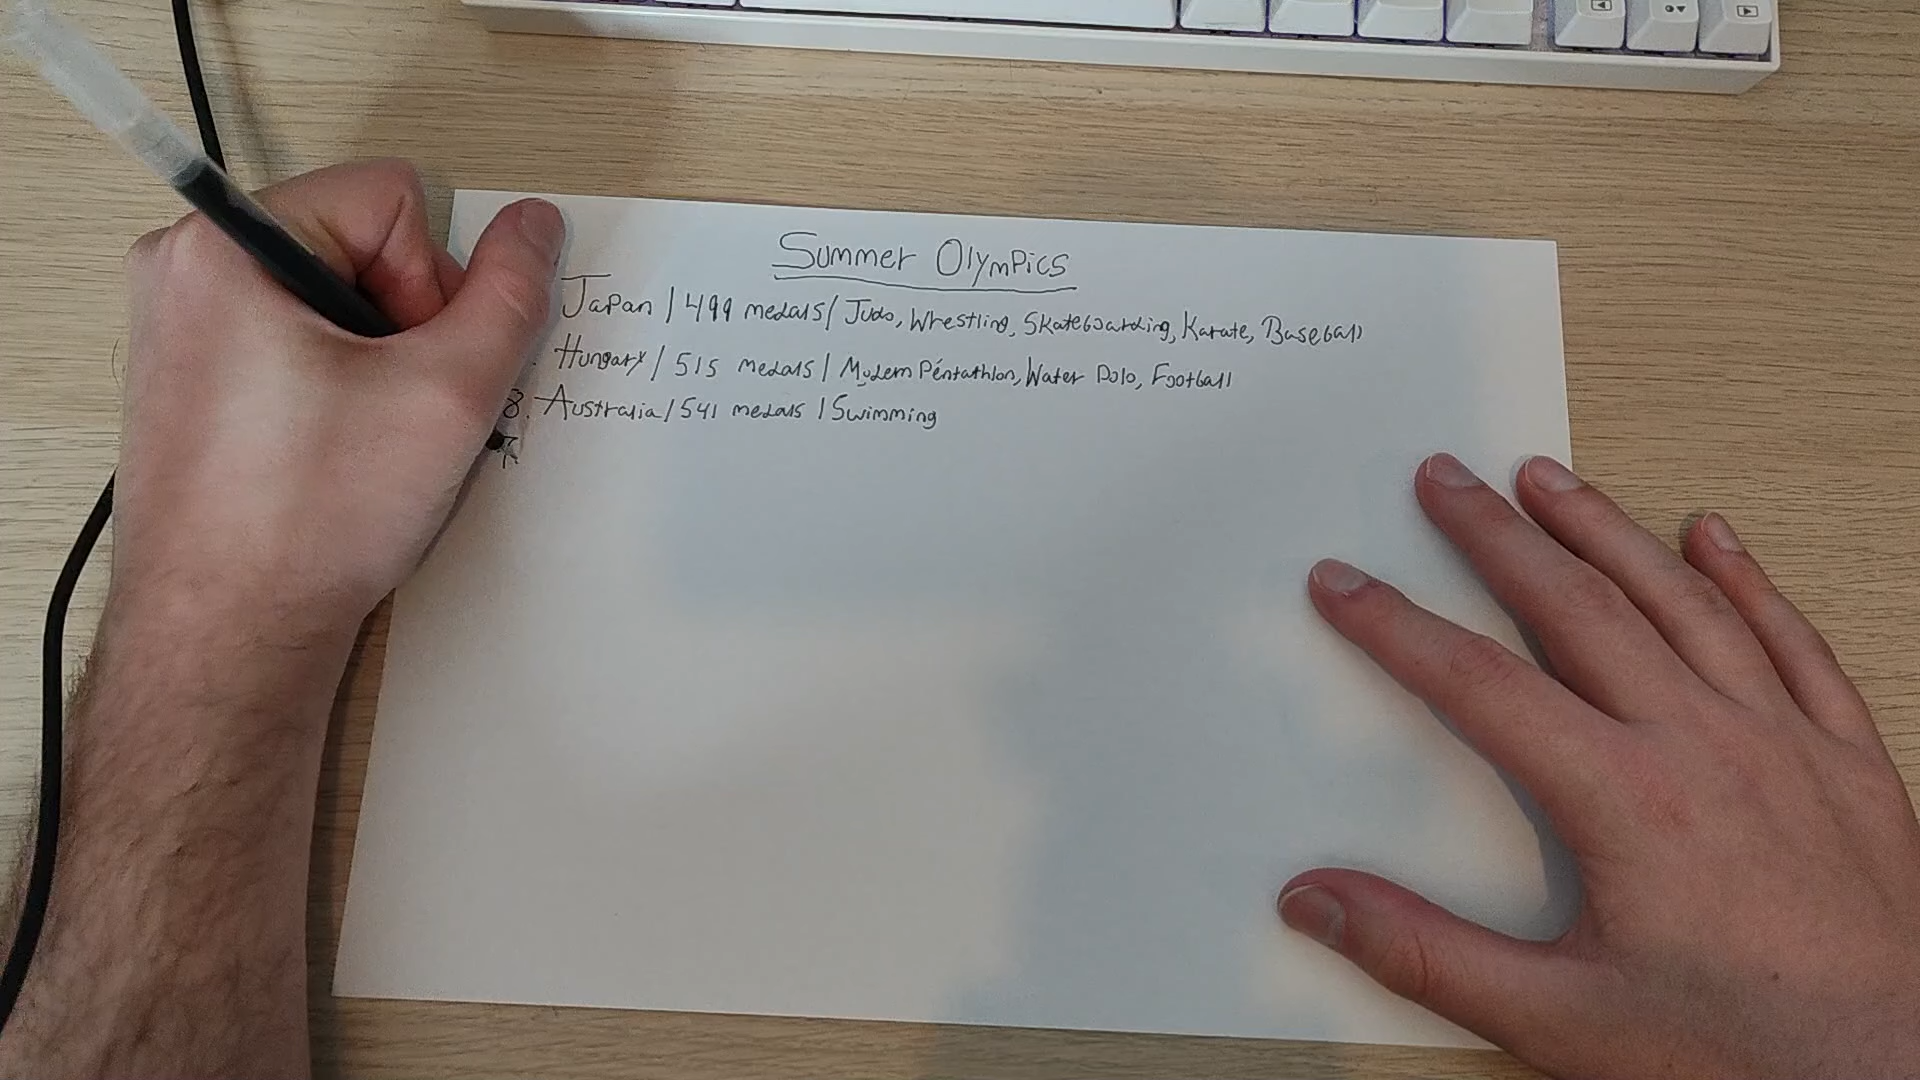 Summer Olympics
Japan / 499 medals / Judo, Wrestling, Skateboarding, Karate, Baseball
Hungary / 515 medals / Modern Pentathlon, Water Polo, Football
8. Australia / 541 medals / Swimming
7